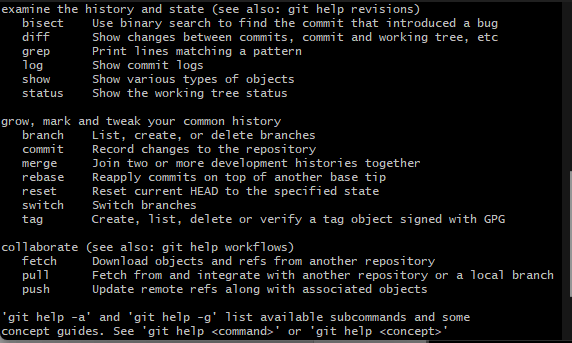 examine the history and state (see also: git help revisions)
   bisect    Use binary search to find the commit that introduced a bug
   diff      Show changes between commits, commit and working tree, etc
   grep      Print lines matching a pattern
   log       Show commit logs
   show      Show various types of objects
   status    Show the working tree status

grow, mark and tweak your common history
   branch    List, create, or delete branches
   commit    Record changes to the repository
   merge     Join two or more development histories together
   rebase    Reapply commits on top of another base tip
   reset     Reset current HEAD to the specified state
   switch    Switch branches
   tag       Create, list, delete or verify a tag object signed with GPG

collaborate (see also: git help workflows)
   fetch     Download objects and refs from another repository
   pull      Fetch from and integrate with another repository or a local branch
   push      Update remote refs along with associated objects

'git help -a' and 'git help -g' list available subcommands and some
concept guides. See 'git help <command>' or 'git help <concept>'